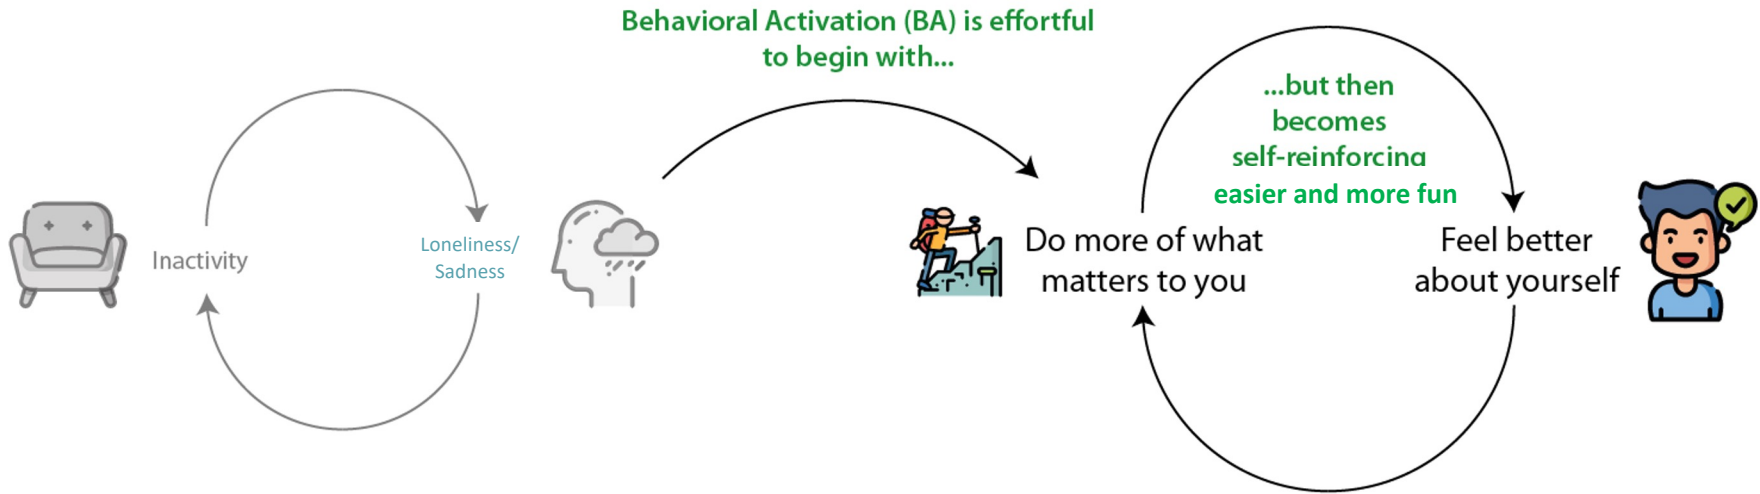 Behavioral Activation (BA) is effortful
to begin with...
...but then
becomes
self-reinforcing
easier and more fun
Inactivity
Loneliness/
Sadness
Do more of what
matters to you
Feel better
about yourself